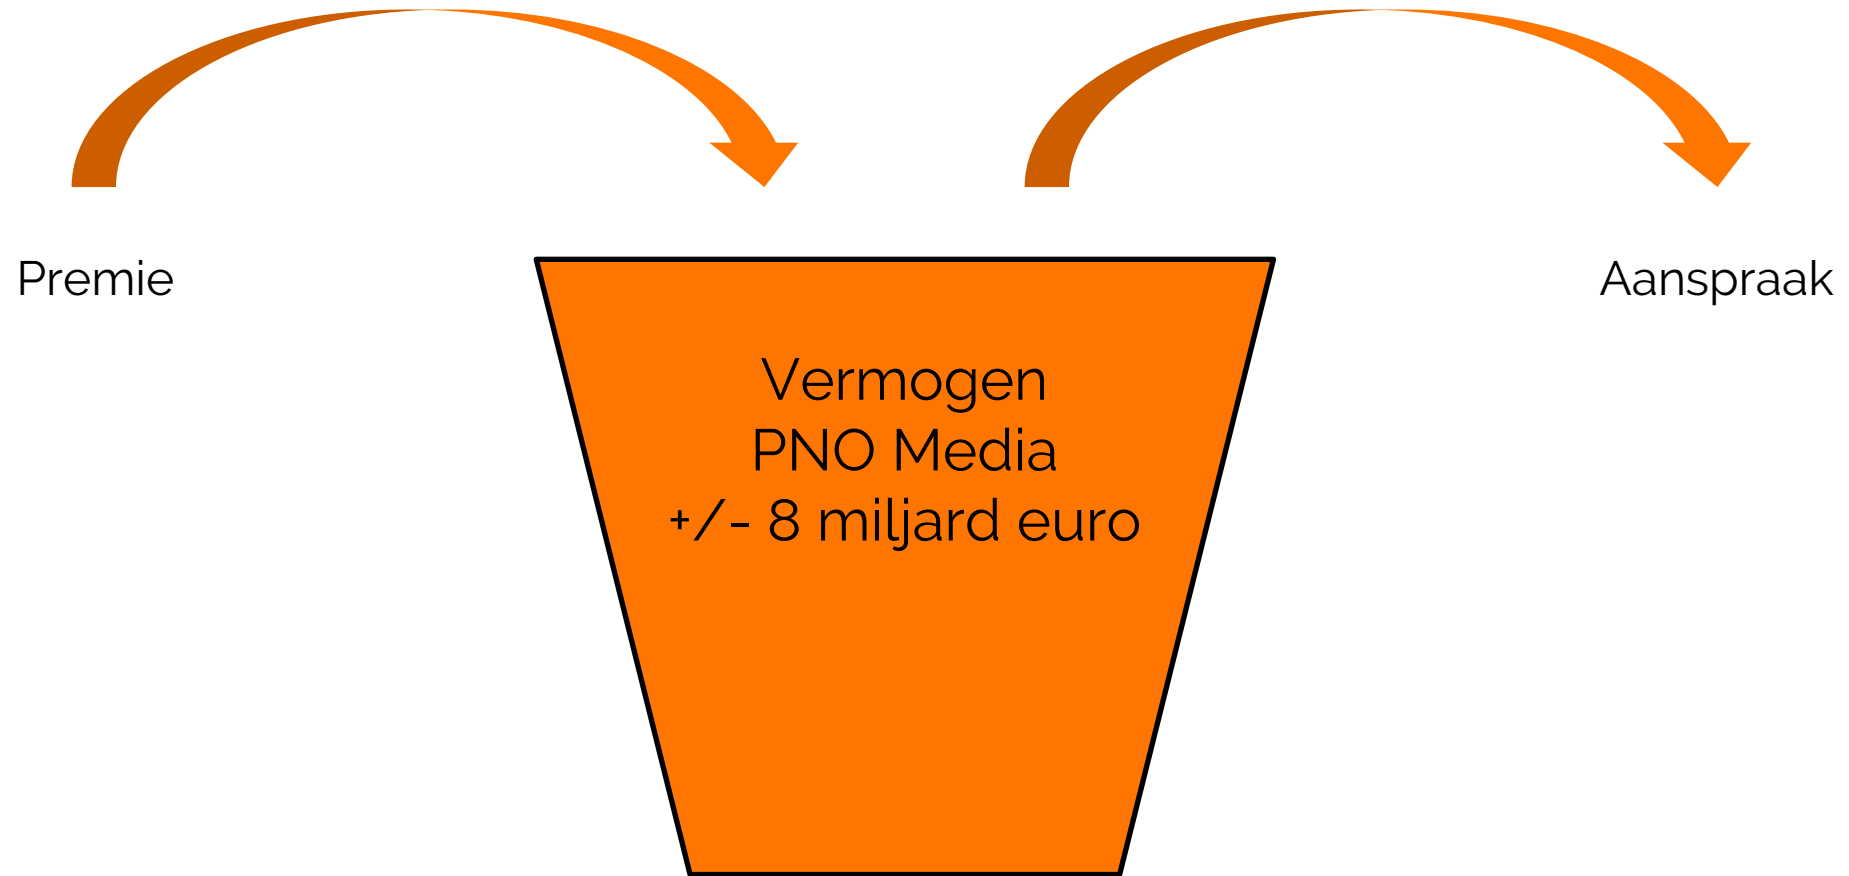 Premie
Aanspraak
Vermogen
PNO Media
+/- 8 miljard euro